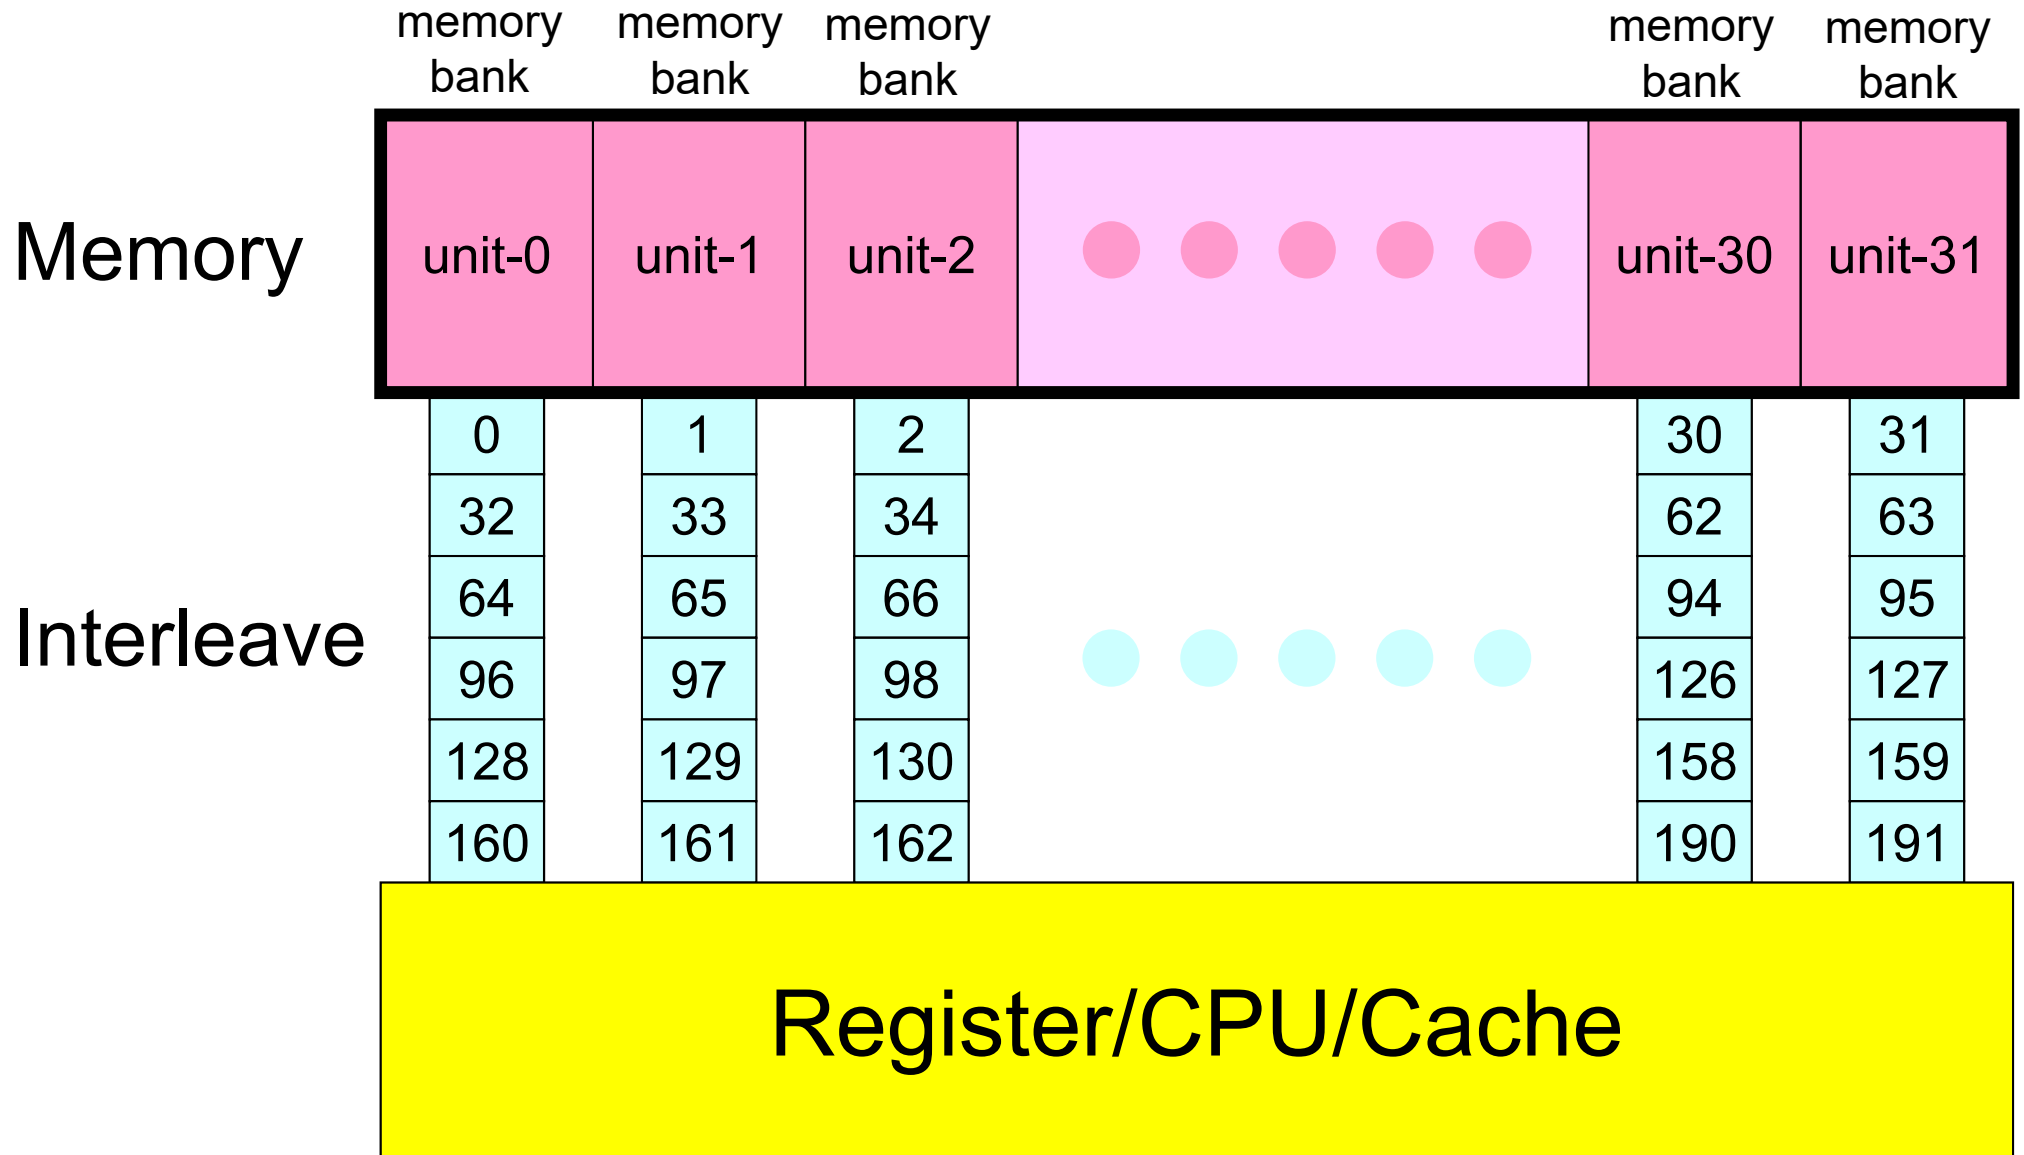 memory memory memory memory memory
bank bank bank bank bank
Memory unit-0 unit-1 unit-2 unit-30 unit-31
0 1 2 30 31
32 33 34 62 63
64 65 66 94 95
Interleave
96 97 98 126 127
128 129 130 158 159
160 161 162 190 191
Register/CPU/Cache